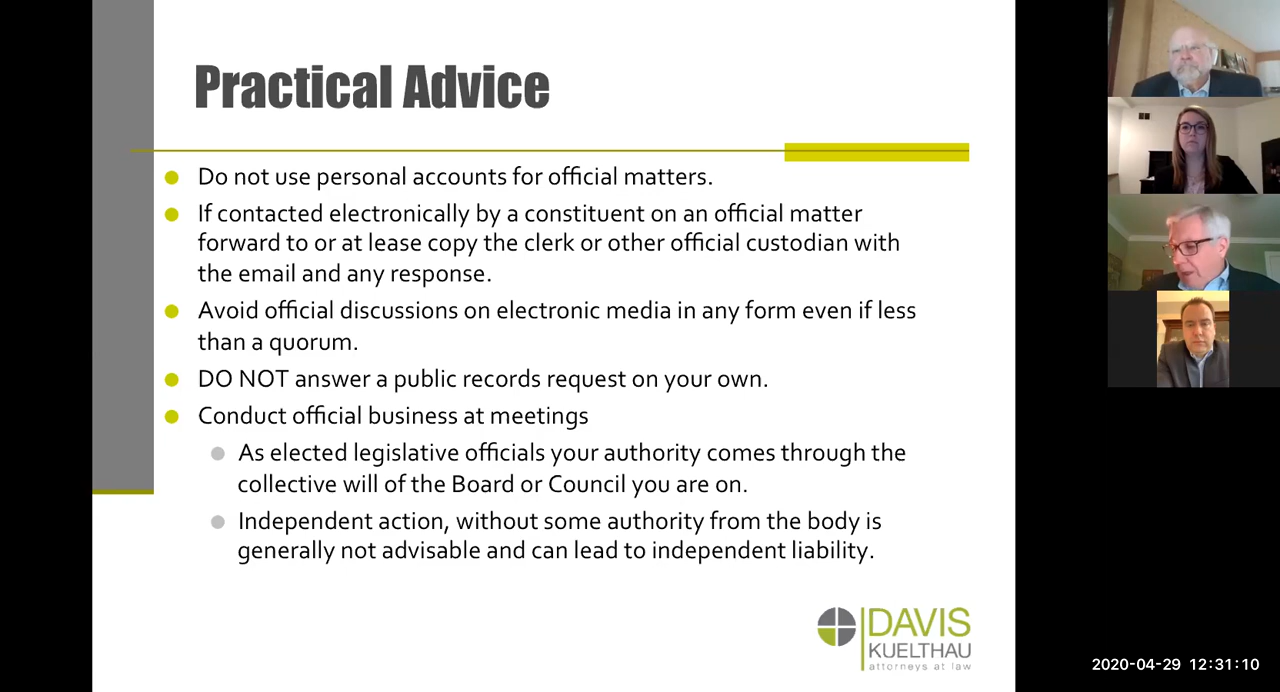 Practical Advice
Do not use personal accounts for official matters.
If contacted electronically by a constituent on an official matter
forward to or at lease copy the clerk or other official custodian with
the email and any response.
Avoid official discussions on electronic media in any form even if less
than a quorum.
DO NOT answer a public records request on your own.
Conduct official business at meetings
As elected legislative officials your authority comes through the
collective will of the Board or Council you are on.
Independent action, without some authority from the body is
generally not advisable and can lead to independent liability.
DAVIS
KUELTHAU
attorneys at law
2020-04-29 12:31:10